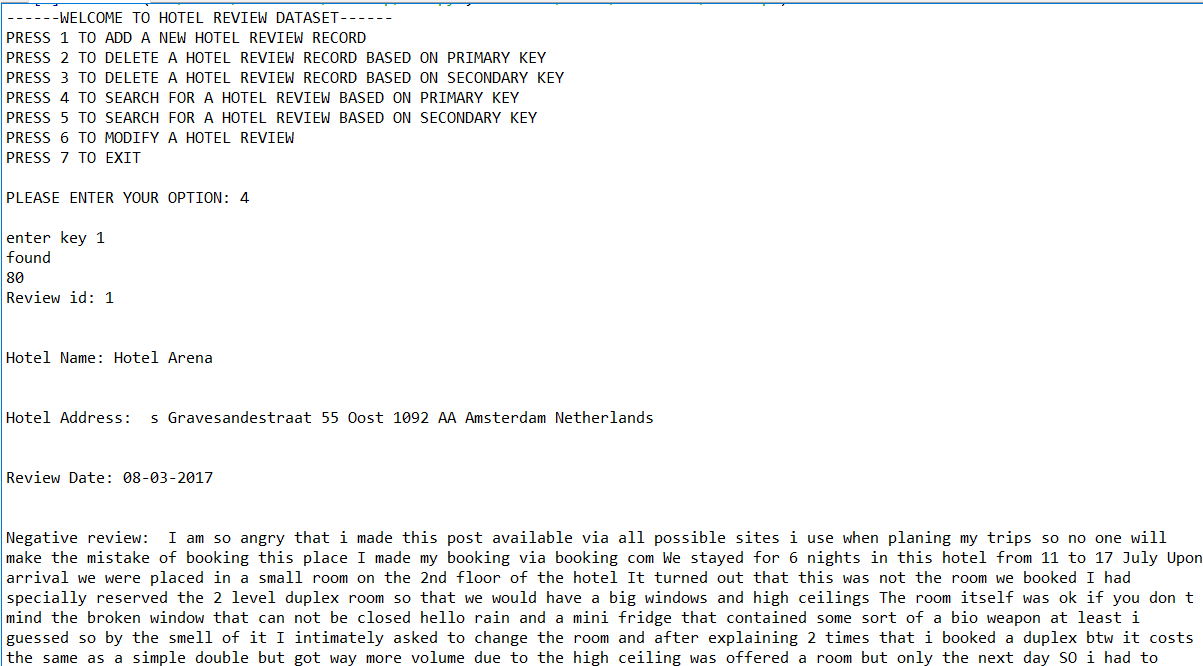 ------WELCOME TO HOTEL REVIEW DATASET------
PRESS 1 TO ADD A NEW HOTEL REVIEW RECORD
PRESS 2 TO DELETE A HOTEL REVIEW RECORD BASED ON PRIMARY KEY
PRESS 3 TO DELETE A HOTEL REVIEW RECORD BASED ON SECONDARY KEY
PRESS 4 TO SEARCH FOR A HOTEL REVIEW BASED ON PRIMARY KEY
PRESS 5 TO SEARCH FOR A HOTEL REVIEW BASED ON SECONDARY KEY
PRESS 6 TO MODIFY A HOTEL REVIEW
PRESS 7 TO EXIT
PLEASE ENTER YOUR OPTION: 4
enter key 1
found
80
Review id: 1
Hotel Name: Hotel Arena
Hotel Address:  s Gravesandestraat 55 Oost 1092 AA Amsterdam Netherlands
Review Date: 08-03-2017
Negative review:  I am so angry that i made this post available via all possible sites i use when planing my trips so no one will
make the mistake of booking this place I made my booking via booking com We stayed for 6 nights in this hotel from 11 to 17 July Upon
arrival we were placed in a small room on the 2nd floor of the hotel It turned out that this was not the room we booked I had
specially reserved the 2 level duplex room so that we would have a big windows and high ceilings The room itself was ok if you don t
mind the broken window that can not be closed hello rain and a mini fridge that contained some sort of a bio weapon at least i
guessed so by the smell of it I intimately asked to change the room and after explaining 2 times that i booked a duplex btw it costs
the same as a simple double but got way more volume due to the high ceiling was offered a room but only the next day SO i had to